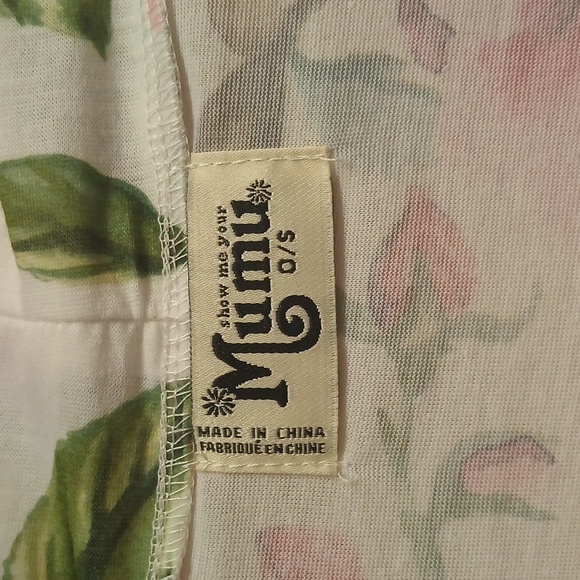 show me your
Mumu
O/S
MADE IN CHINA
FABRIQUÉ EN CHINE